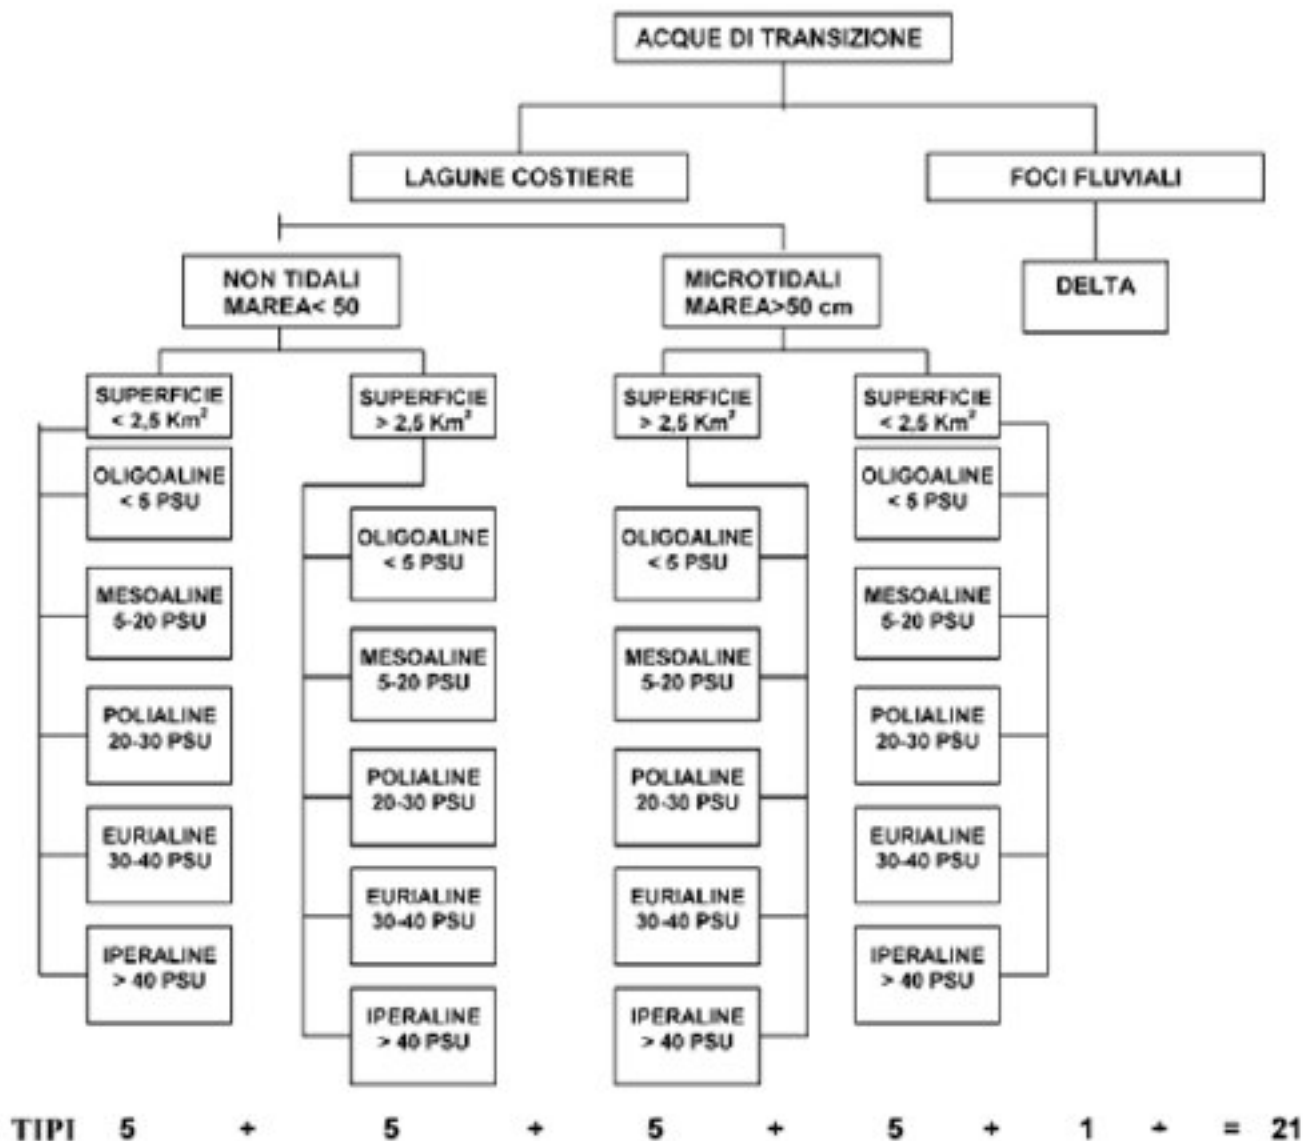 ACQUE DI TRANSIZIONE
LAGUNE COSTIERE
FOCI FLUVIALI
NON TIDALI
MAREA< 50
MICROTIDALI
MAREA>50 cm
DELTA
SUPERFICIE
< 2,5 Km²
OLIGOALINE
< 5 PSU
MESOALINE
5-20 PSU
POLIALINE
20-30 PSU
EURIALINE
30-40 PSU
IPERALINE
> 40 PSU
SUPERFICIE
> 2,5 Km²
OLIGOALINE
< 5 PSU
MESOALINE
5-20 PSU
POLIALINE
20-30 PSU
EURIALINE
30-40 PSU
IPERALINE
> 40 PSU
SUPERFICIE
> 2,5 Km²
OLIGOALINE
< 5 PSU
MESOALINE
5-20 PSU
POLIALINE
20-30 PSU
EURIALINE
30-40 PSU
IPERALINE
> 40 PSU
SUPERFICIE
< 2,5 Km²
OLIGOALINE
< 5 PSU
MESOALINE
5-20 PSU
POLIALINE
20-30 PSU
EURIALINE
30-40 PSU
IPERALINE
> 40 PSU
TIPI 5 + 5 + 5 + 5 + 1 + = 21